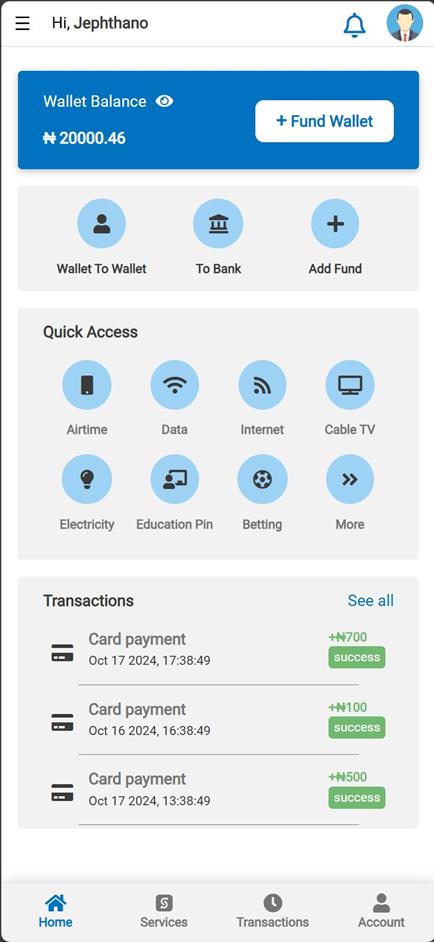 Hi, Jephthano
Wallet Balance
₦ 20000.46
+ Fund Wallet
Wallet To Wallet To Bank Add Fund
Quick Access
Airtime Data Internet Cable TV
Electricity Education Pin Betting More
Transactions See all
Card payment +₦700
Oct 17 2024, 17:38:49 success
Card payment +₦100
Oct 16 2024, 16:38:49 success
Card payment +₦500
Oct 17 2024, 13:38:49 success
Home Services Transactions Account